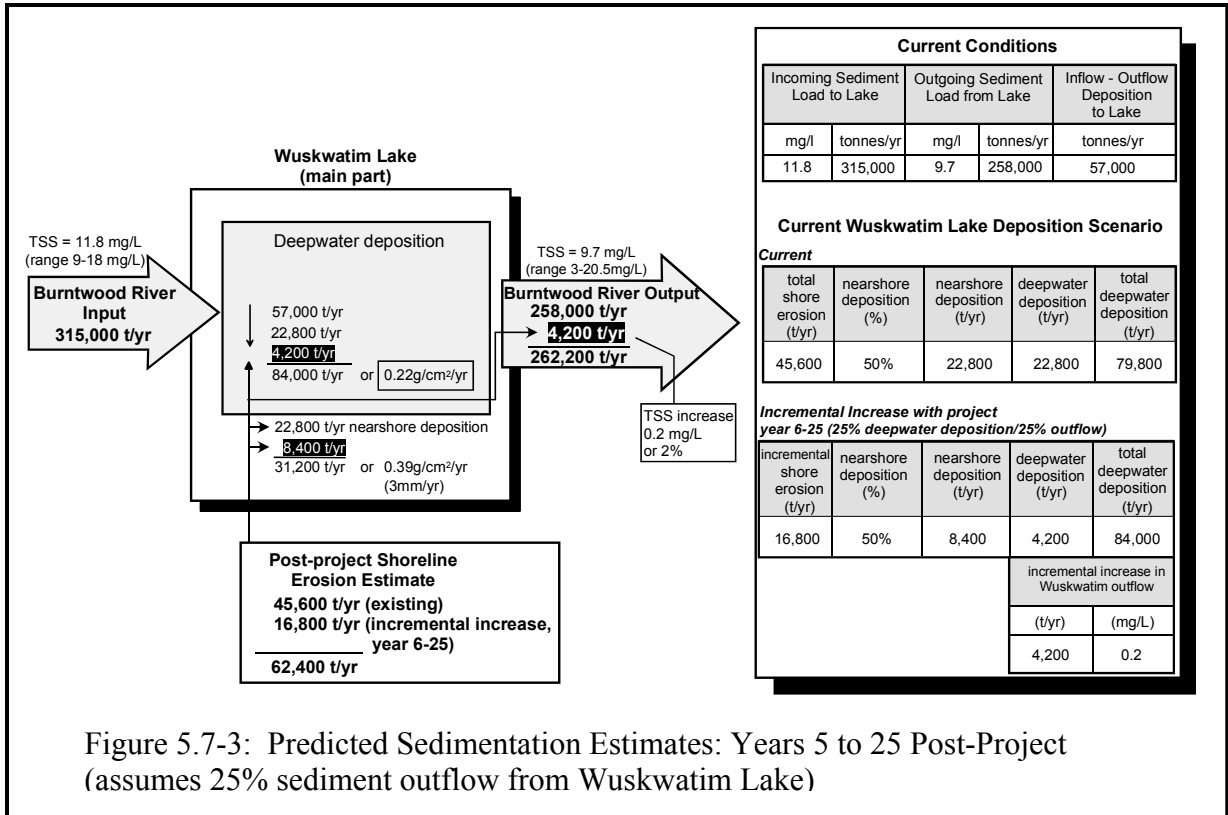 Wuskwatim Lake
(main part)
TSS = 11.8 mg/L
(range 9-18 mg/L)
Burntwood River
Input
315,000 t/yr
Deepwater deposition
57,000 t/yr
22,800 t/yr
4,200 t/yr
84,000 t/yr or 0.22g/cm²/yr
22,800 t/yr nearshore deposition
8,400 t/yr
31,200 t/yr or 0.39g/cm²/yr
(3mm/yr)
TSS = 9.7 mg/L
(range 3-20.5mg/L)
Burntwood River Output
258,000 t/yr
4,200 t/yr
262,200 t/yr
TSS increase
0.2 mg/L
or 2%
Post-project Shoreline
Erosion Estimate
45,600 t/yr (existing)
16,800 t/yr (incremental increase,
year 6-25)
62,400 t/yr
Current Conditions
Incoming Sediment
Load to Lake
Outgoing Sediment
Load from Lake
Inflow - Outflow
Deposition
to Lake
mg/l tonnes/yr mg/l tonnes/yr tonnes/yr
11.8 315,000 9.7 258,000 57,000
Current Wuskwatim Lake Deposition Scenario
Current
total
shore
erosion
(t/yr)
nearshore
deposition
(%)
nearshore
deposition
(t/yr)
deepwater
deposition
(t/yr)
total
deepwater
deposition
(t/yr)
45,600 50% 22,800 22,800 79,800
Incremental Increase with project
year 6-25 (25% deepwater deposition/25% outflow)
incremental
shore
erosion
(t/yr)
nearshore
deposition
(%)
nearshore
deposition
(t/yr)
deepwater
deposition
(t/yr)
total
deepwater
deposition
(t/yr)
16,800 50% 8,400 4,200 84,000
incremental increase in
Wuskwatim outflow
(t/yr) (mg/L)
4,200 0.2
Figure 5.7-3: Predicted Sedimentation Estimates: Years 5 to 25 Post-Project
(assumes 25% sediment outflow from Wuskwatim Lake)